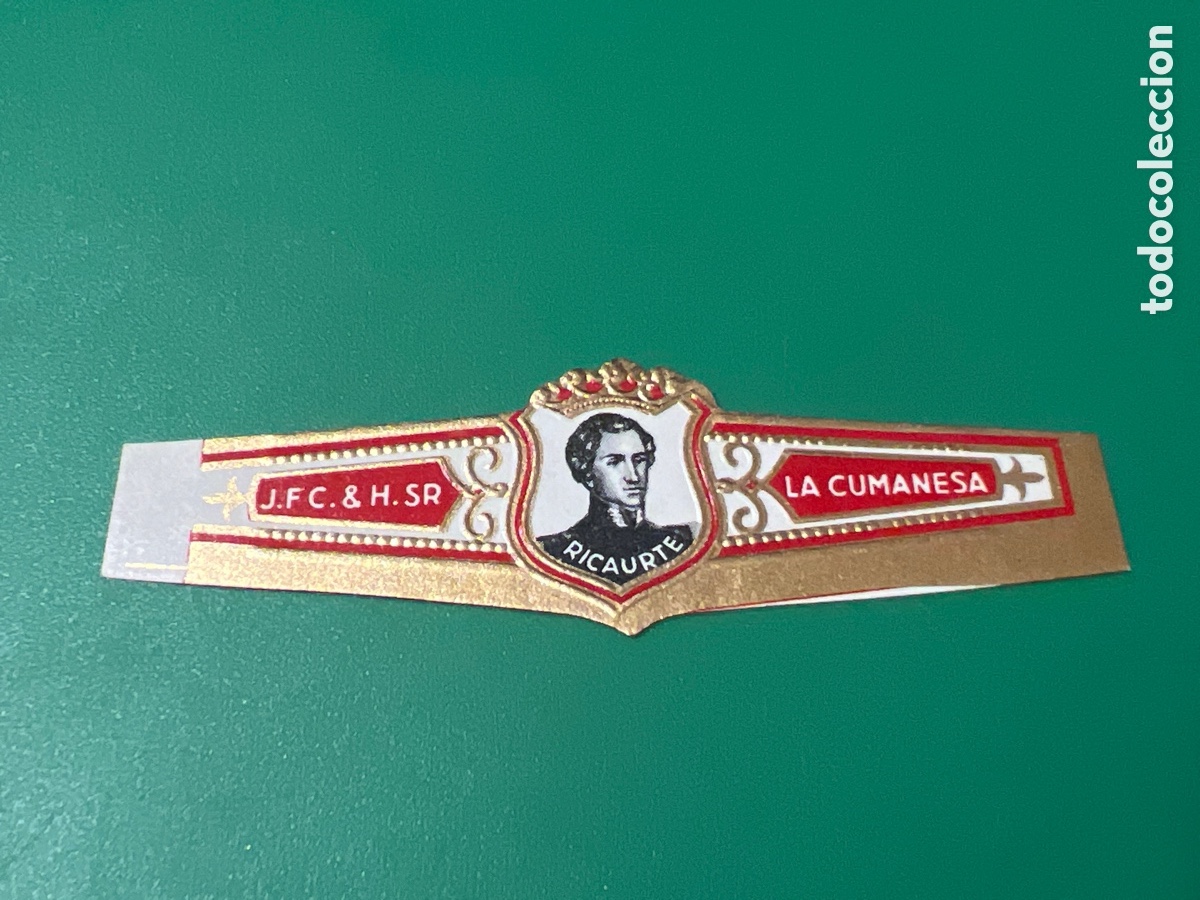 J.F C. & H. SR
RICAURTE
LA CUMANESA
todocoleccion